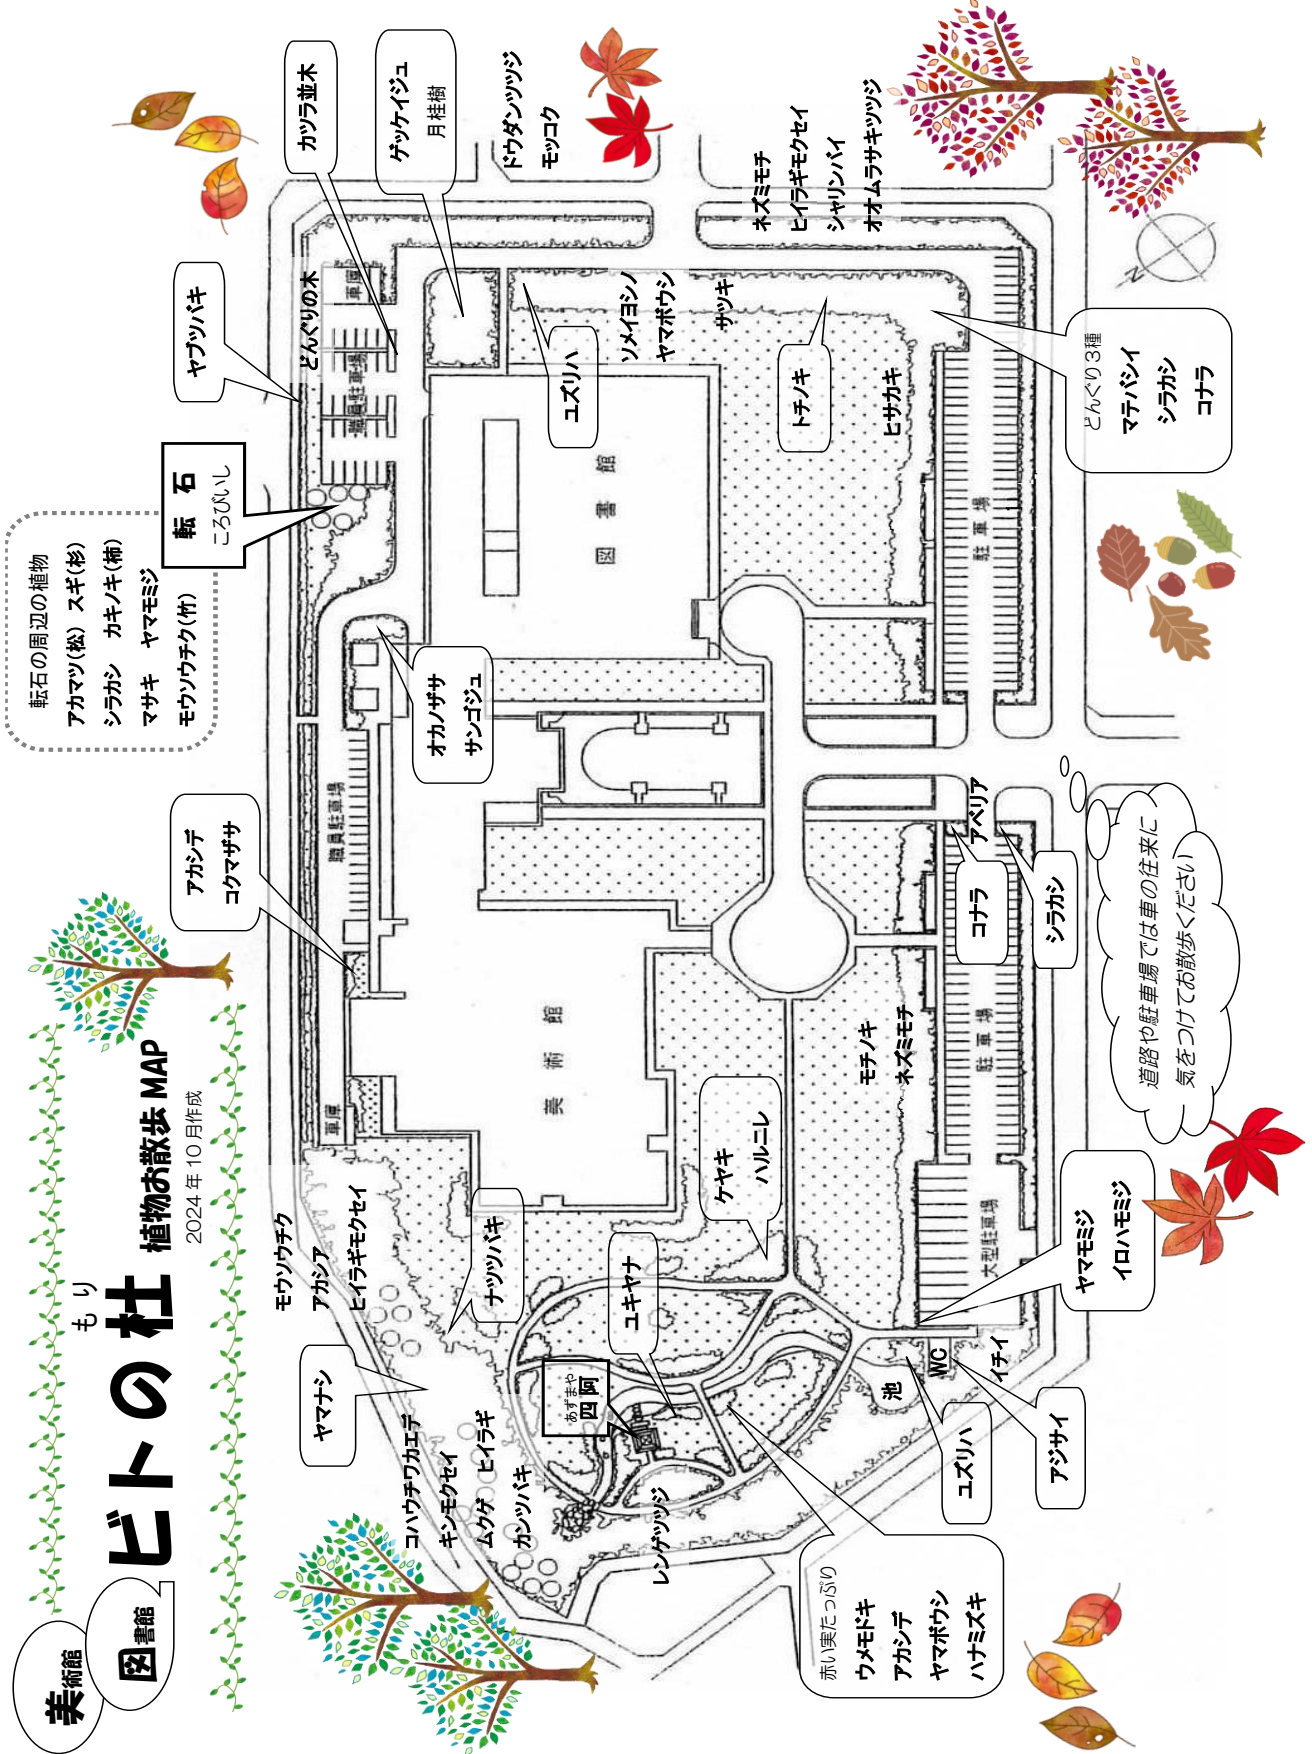 美術館
図書館
もり
ビトの杜 植物お散歩 MAP
2024年10月作成
転石の周辺の植物
アカマツ(松) スギ(杉)
シラカシ カキノキ(柿)
マサキ ヤマモミジ
モウソウチク(竹)
転石
ころびいし
ヤブツバキ
カツラ並木
ゲッケイジュ
月桂樹
ドウダンツツジ
モッコク
アカシデ
コクマザサ
どんぐりの木
車庫
職員駐車場
オカノザサ
サンゴジュ
職員駐車場
車庫
モウソウチク
アカシア
ヒイラギモクセイ
ヤマナシ
ナツツバキ
コハウチワカエデ
キンモクセイ
ムクゲ ヒイラギ
カンツバキ
レンゲツツジ
あずまや
四阿
ユキヤナ
ケヤキ
ハルニレ
美術館
図書館
ユズリハ
ソメイヨシノ
ヤマボウシ
サツキ
ネズミモチ
ヒイラギモクセイ
シャリンバイ
オオムラサキツツジ
トチノキ
ヒサカキ
N
どんぐり3種
マテバシイ
シラカシ
コナラ
駐車場
アベリア
コナラ
シラカシ
モチノキ
ネズミモチ
駐車場
大型駐車場
ヤマモミジ
イロハモミジ
池
WC
イチイ
ユズリハ
アジサイ
赤い実たっぷり
ウメモドキ
アカシデ
ヤマボウシ
ハナミズキ
道路や駐車場では車の往来に
気をつけてお散歩ください